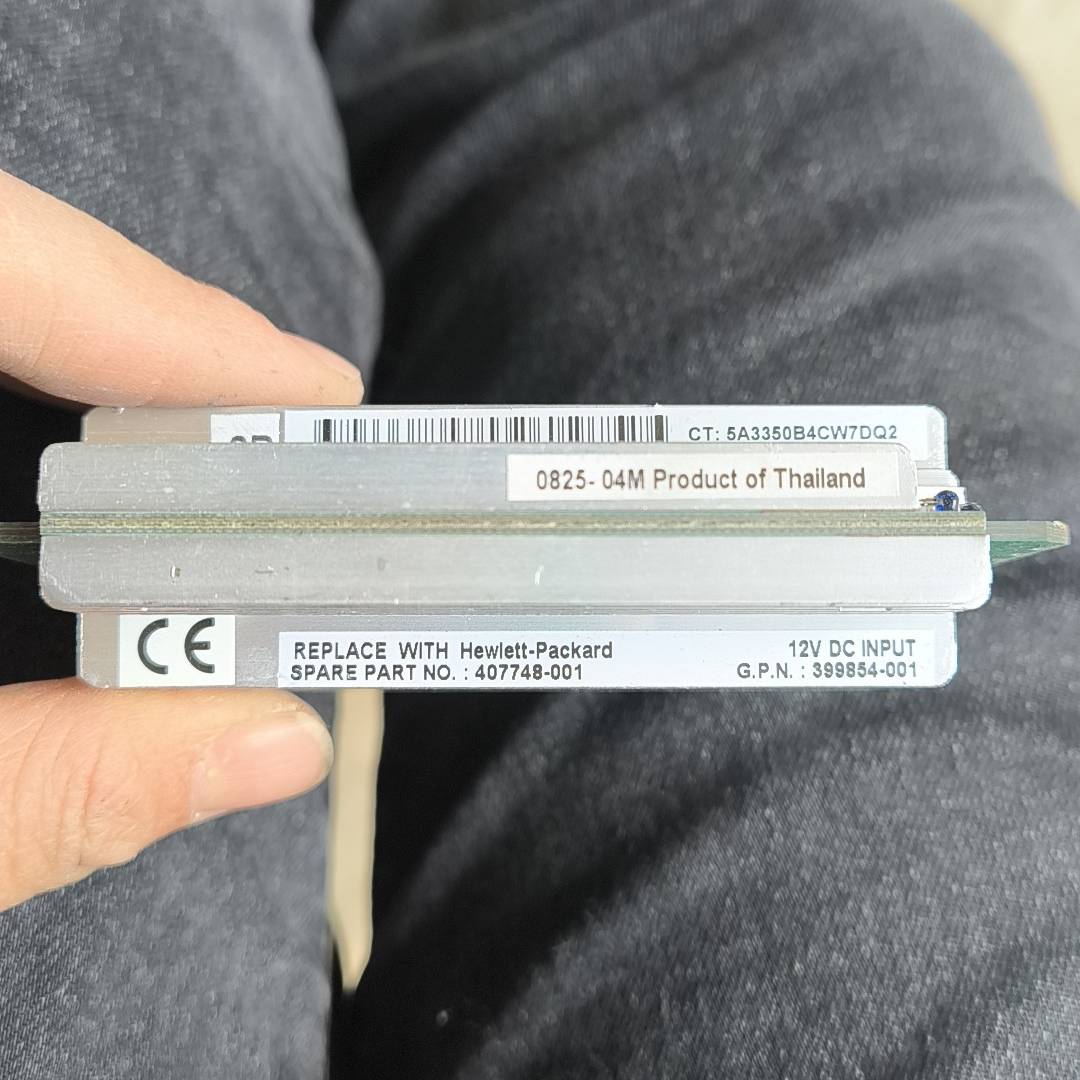 CT: 5A3350B4CW7DQ2
0825- 04M Product of Thailand
CE
REPLACE WITH Hewlett-Packard
SPARE PART NO. : 407748-001
12V DC INPUT
G.P.N. : 399854-001